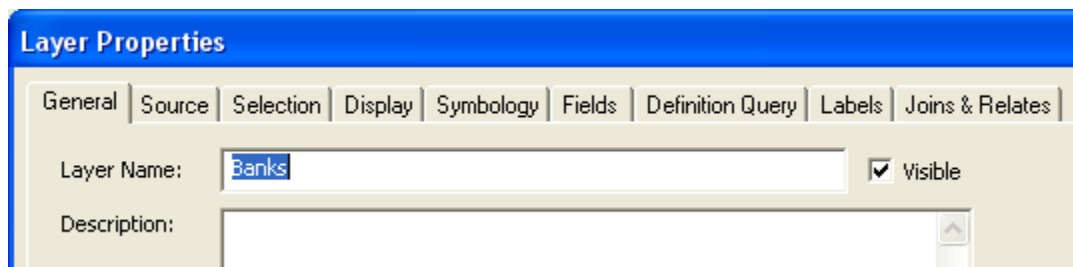 Layer Properties
General Source Selection Display Symbology Fields Definition Query Labels Joins & Relates
Layer Name: Banks Visible
Description: